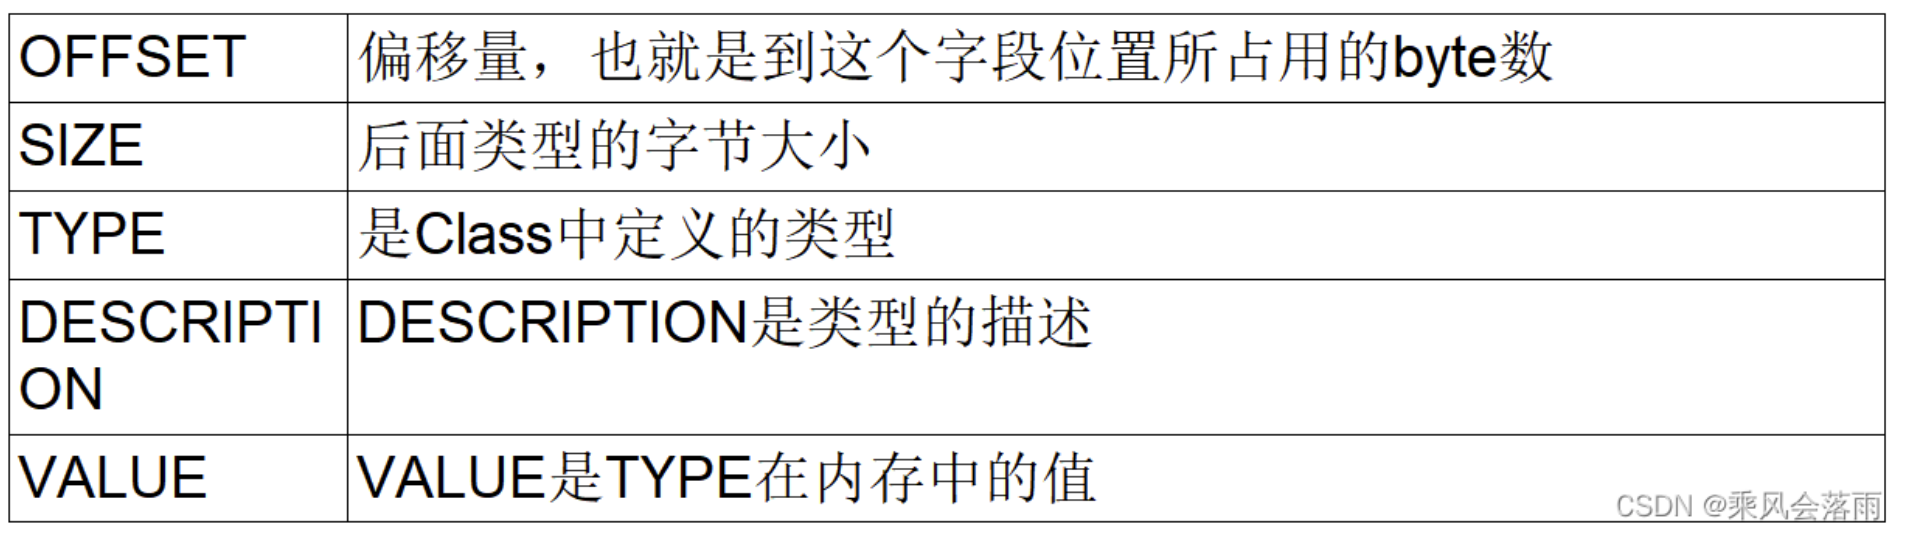 OFFSET 偏移量，也就是到这个字段位置所占用的byte数
SIZE 后面类型的字节大小
TYPE 是Class中定义的类型
DESCRIPTI DESCRIPTION是类型的描述
ON
VALUE VALUE是TYPE在内存中的值
CSDN @乘风会落雨